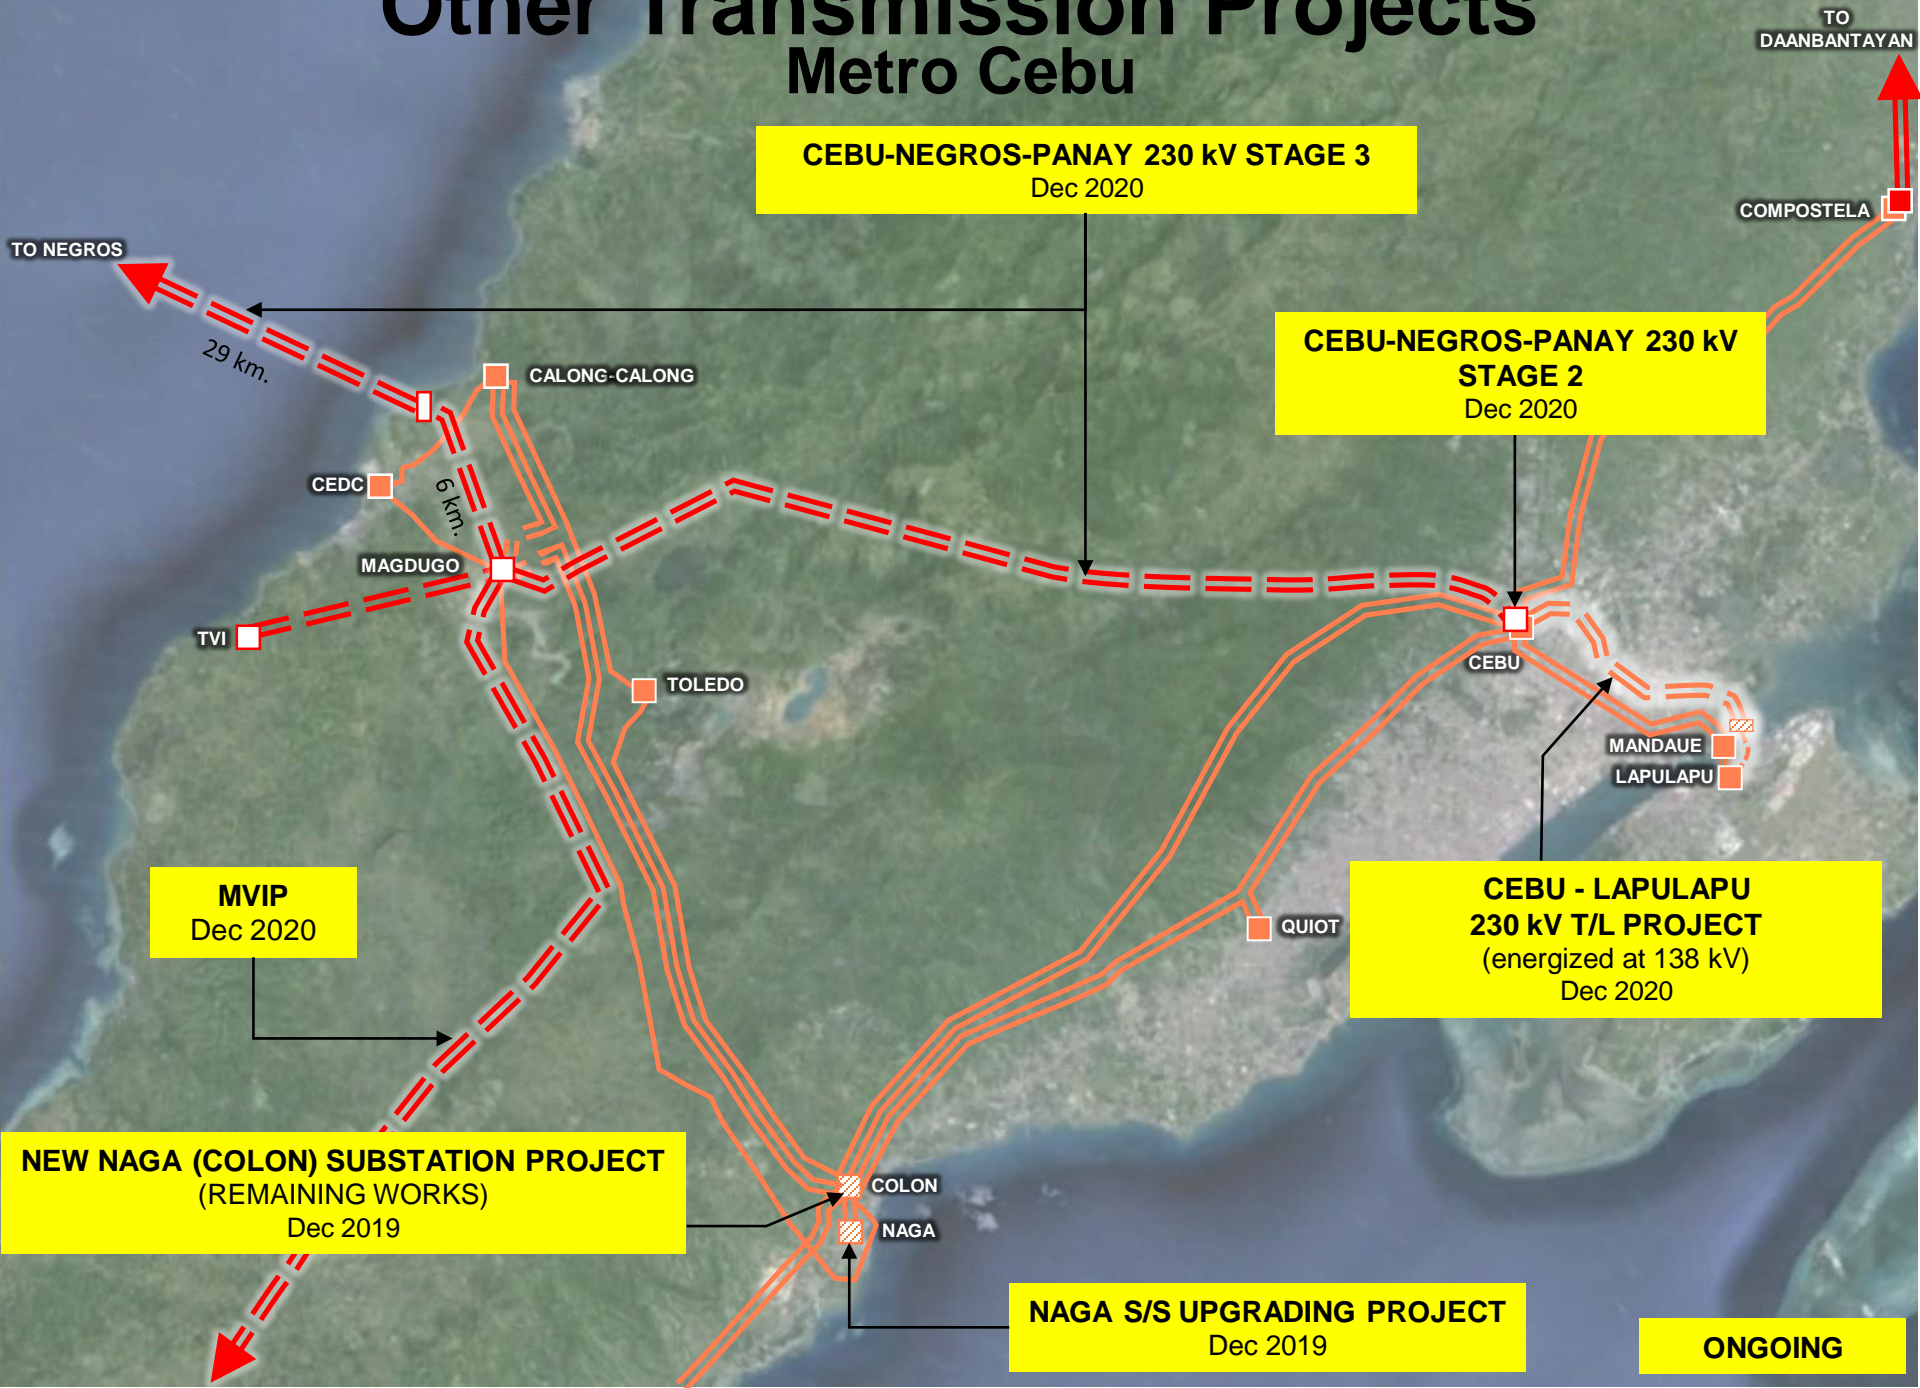 Other Transmission Projects
Metro Cebu
TO
DAANBANTAYAN
CEBU-NEGROS-PANAY 230 kV STAGE 3
Dec 2020
COMPOSTELA
TO NEGROS
CEBU-NEGROS-PANAY 230 kV
STAGE 2
Dec 2020
29 km.
CALONG-CALONG
CEDC
6 km.
MAGDUGO
TVI
CEBU
TOLEDO
MANDAUE
LAPULAPU
MVIP
Dec 2020
QUIOT
CEBU - LAPULAPU
230 kV T/L PROJECT
(energized at 138 kV)
Dec 2020
NEW NAGA (COLON) SUBSTATION PROJECT
(REMAINING WORKS)
Dec 2019
COLON
NAGA
NAGA S/S UPGRADING PROJECT
Dec 2019
ONGOING